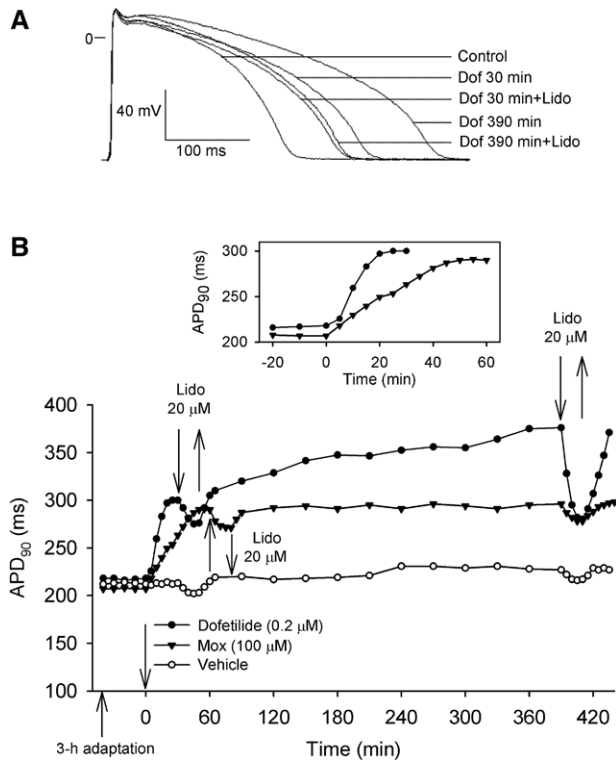 A
0
Control
Dof 30 min
Dof 30 min+Lido
Dof 390 min
Dof 390 min+Lido
40 mV
100 ms
B
APD90 (ms)
300
250
200
-20
0
20
40
60
Time (min)
Lido
20 µM
Lido
20 µM
Lido
20 µM
APD90 (ms)
400
350
300
250
200
150
100
Dofetilide (0.2 µM)
Mox (100 µM)
Vehicle
0
60
120
180
240
300
360
420
3-h adaptation
Time (min)